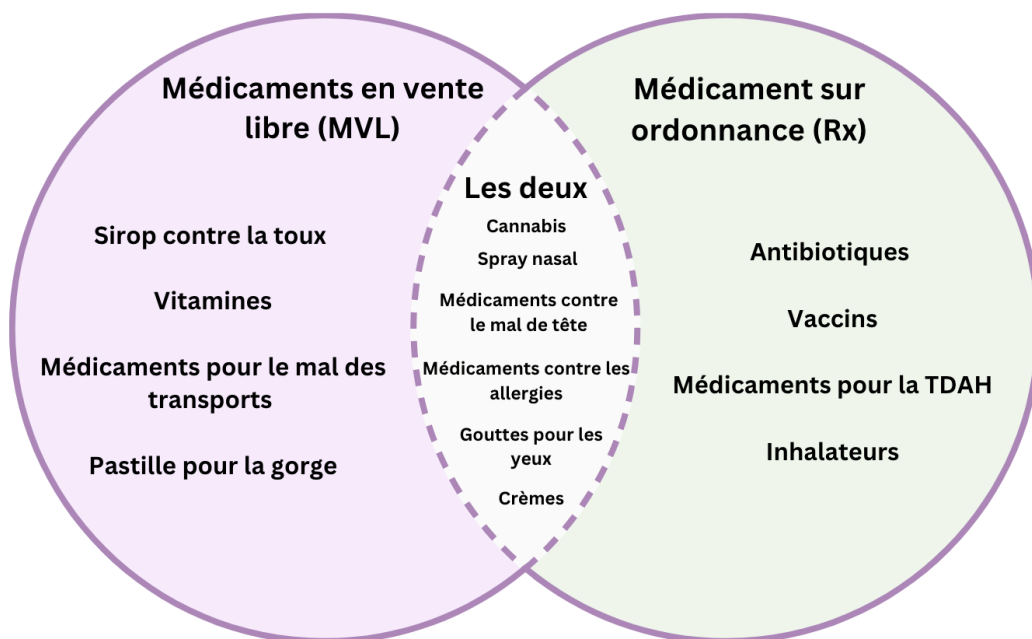 Médicaments en vente
libre (MVL)
Sirop contre la toux
Vitamines
Médicaments pour le mal des
transports
Pastille pour la gorge
Les deux
Cannabis
Spray nasal
Médicaments contre
le mal de tête
Médicaments contre les
allergies
Gouttes pour les
yeux
Crèmes
Médicament sur
ordonnance (Rx)
Antibiotiques
Vaccins
Médicaments pour la TDAH
Inhalateurs